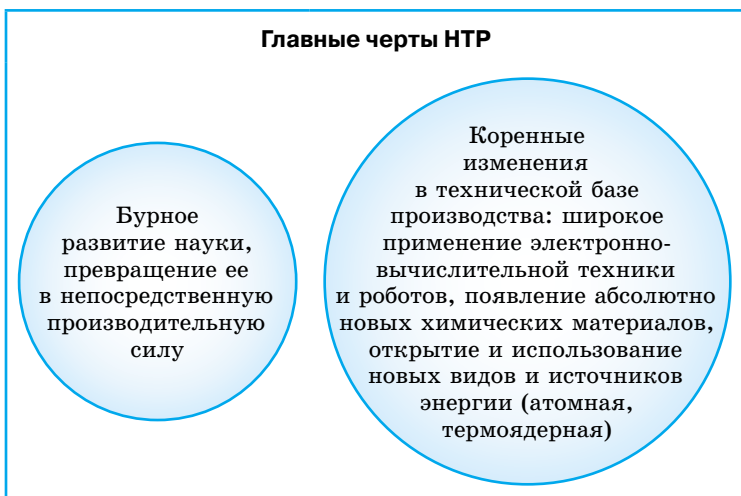 Главные черты НТР
Бурное
развитие науки,
превращение ее
в непосредственную
производительную
силу
Коренные
изменения
в технической базе
производства: широкое
применение электронно-
вычислительной техники
и роботов, появление абсолютно
новых химических материалов,
открытие и использование
новых видов и источников
энергии (атомная,
термоядерная)